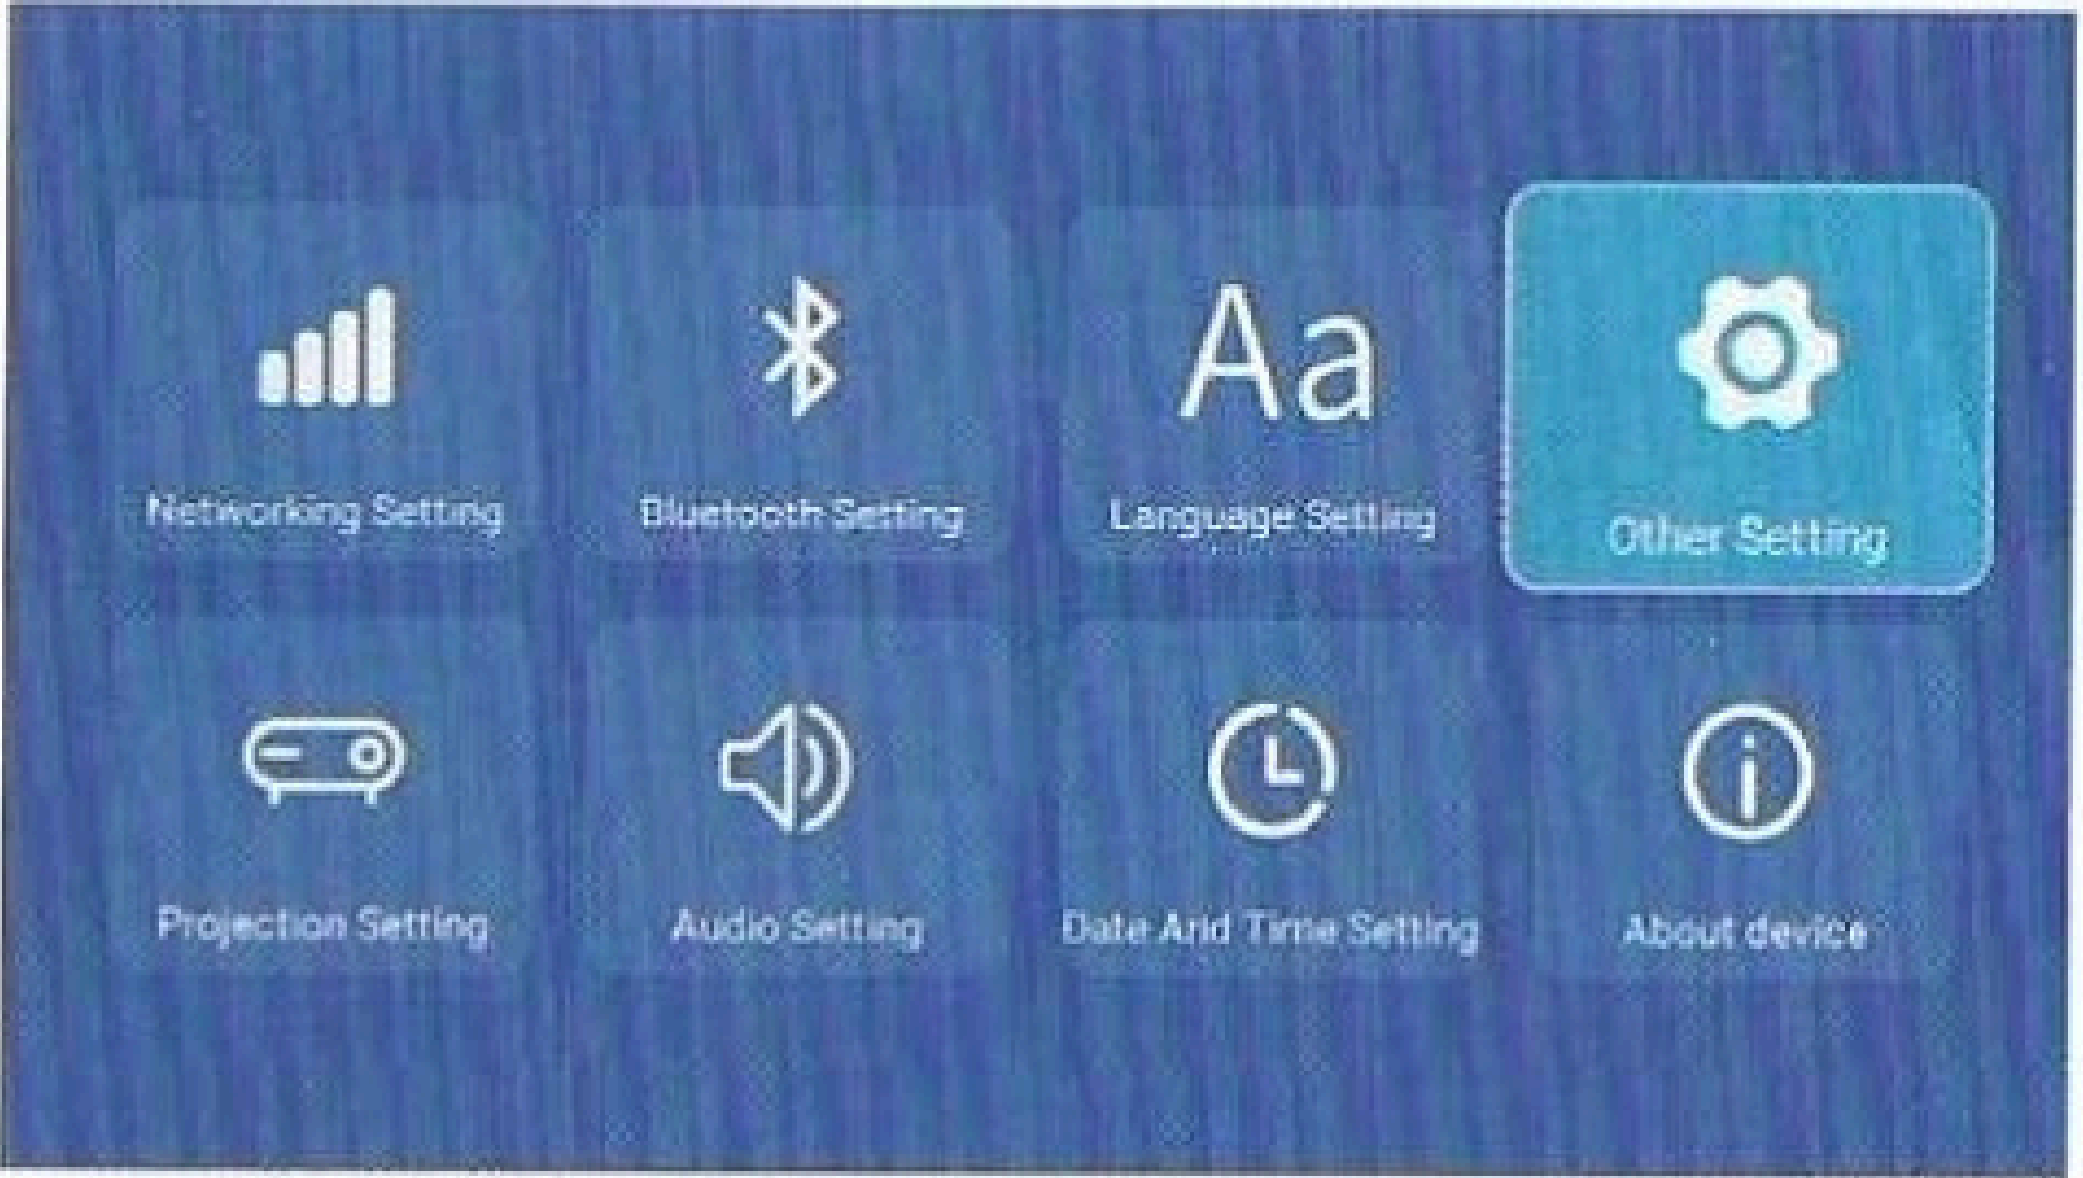 Aa
Networking Setting
Bluetooth Setting
Language Setting
Other Setting
Projection Setting
Audio Setting
Date And Time Setting
About device